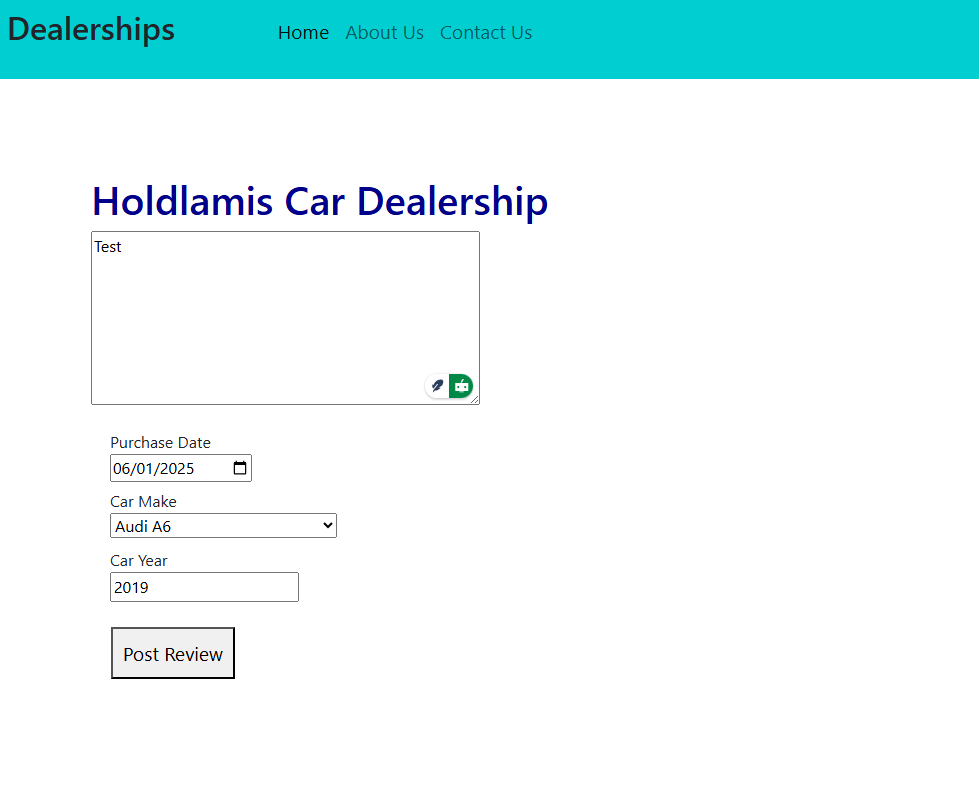 Dealerships Home About Us Contact Us
Holdlamis Car Dealership
Test
Purchase Date
06/01/2025
Car Make
Audi A6
Car Year
2019
Post Review